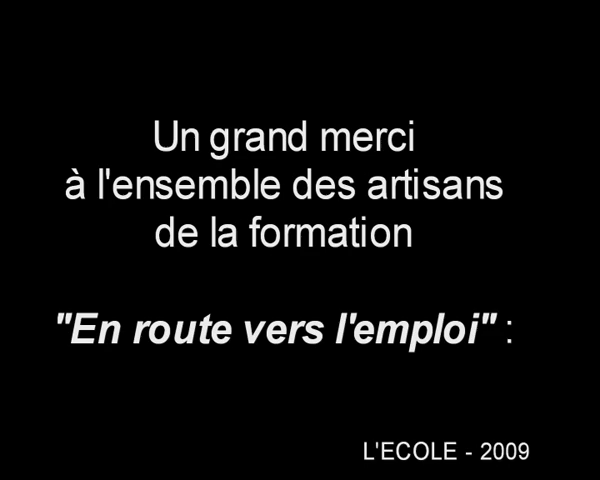 Un grand merci
à l'ensemble des artisans
de la formation
"En route vers l'emploi" :
L'ECOLE - 2009